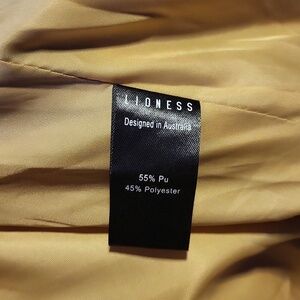 LIONESS
Designed in Australia
55% Pu
45% Polyester